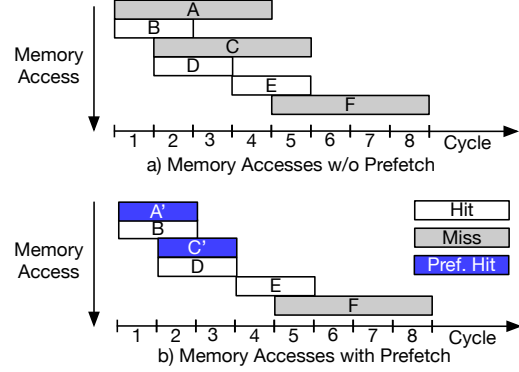 A
B
Memory
Access
C
D
E
F
1 2 3 4 5 6 7 8 Cycle
a) Memory Accesses w/o Prefetch
A'
B
Hit
Memory
Access
C'
Miss
D
Pref. Hit
E
F
1 2 3 4 5 6 7 8 Cycle
b) Memory Accesses with Prefetch